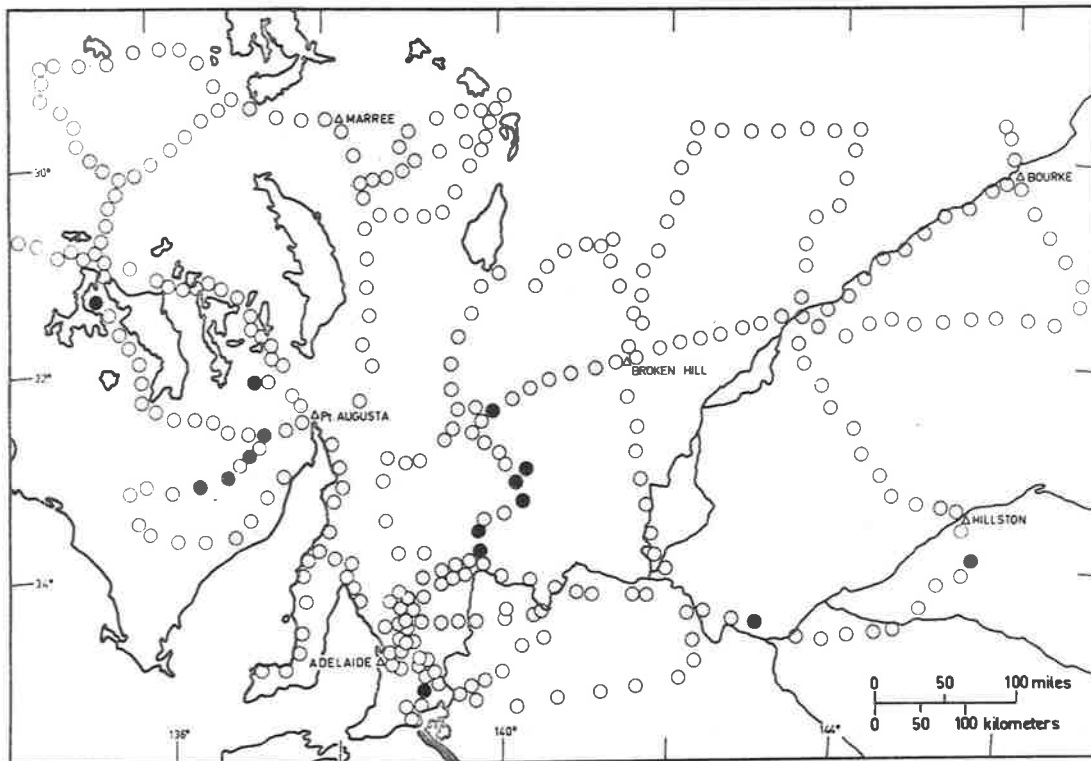 MARREE
30°
BOURKE
32°
BROKEN HILL
Pt. AUGUSTA
HILLSTON
34°
ADELAIDE
0 50 100 miles
0 50 100 kilometers
136°
140°
144°